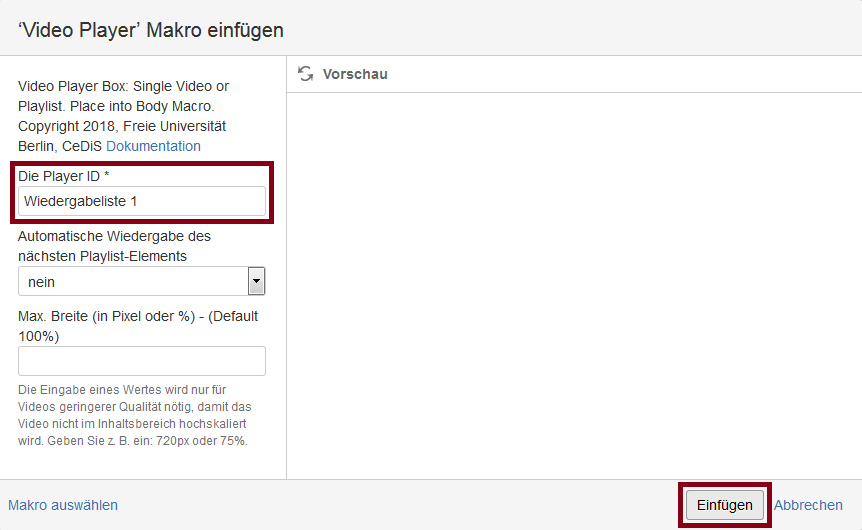 ‘Video Player’ Makro einfügen
Video Player Box: Single Video or
Playlist. Place into Body Macro.
Copyright 2018, Freie Universität
Berlin, CeDiS Dokumentation
Die Player ID *
Wiedergabeliste 1
Automatische Wiedergabe des
nächsten Playlist-Elements
nein
Max. Breite (in Pixel oder %) - (Default
100%)
Die Eingabe eines Wertes wird nur für
Videos geringerer Qualität nötig, damit das
Video nicht im Inhaltsbereich hochskaliert
wird. Geben Sie z. B. ein: 720px oder 75%.
Vorschau
Makro auswählen
Einfügen
Abbrechen